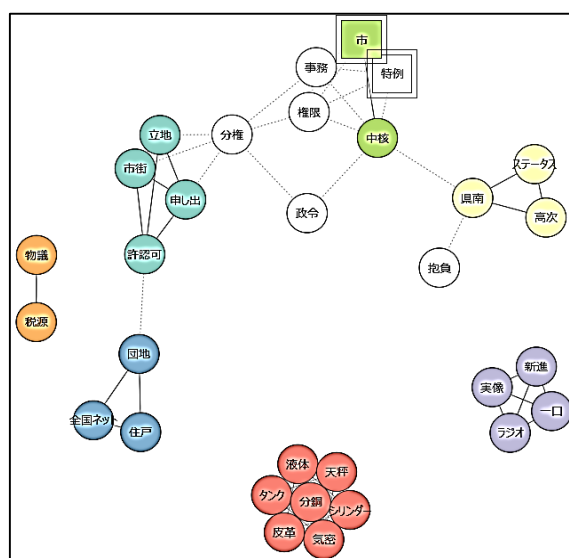 市
事務
特例
権限
中核
立地
分権
市街
申し出
政令
許認可
ステータス
県南
高次
抱負
物議
税源
団地
全国ネット
住戸
新進
実像
一口
ラジオ
液体
天秤
タンク
分銅
シリンダー
皮革
気密